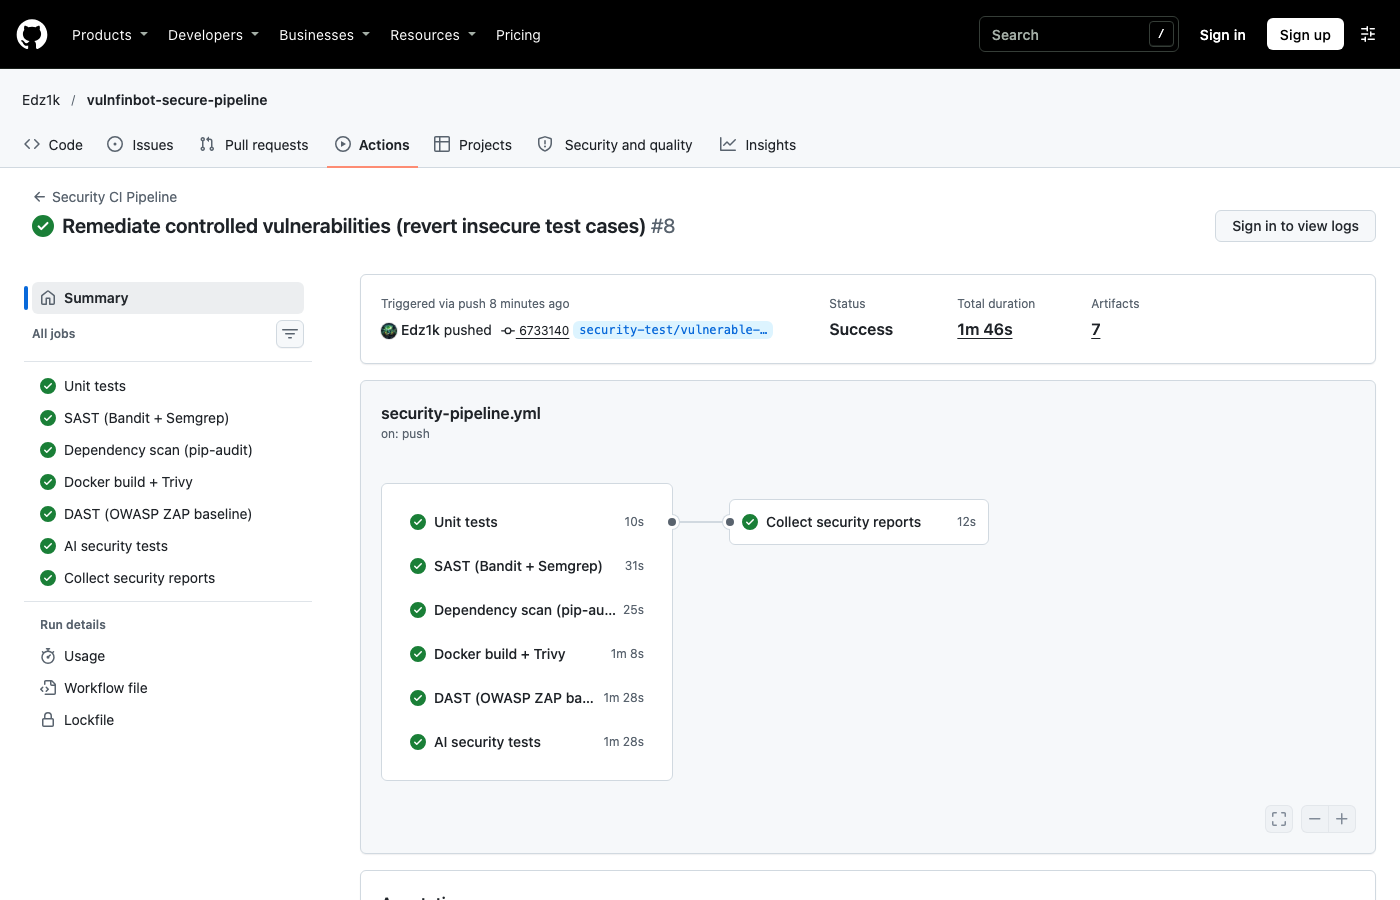 Products Developers Businesses Resources Pricing Search / Sign in Sign up
Edz1k / vulnfinbot-secure-pipeline
Code Issues Pull requests Actions Projects Security and quality Insights
Security CI Pipeline
Remediate controlled vulnerabilities (revert insecure test cases) #8
Sign in to view logs
Summary
All jobs
Unit tests
SAST (Bandit + Semgrep)
Dependency scan (pip-audit)
Docker build + Trivy
DAST (OWASP ZAP baseline)
AI security tests
Collect security reports
Run details
Usage
Workflow file
Lockfile
Triggered via push 8 minutes ago
Edz1k pushed 6733140 security-test/vulnerable-…
Status
Success
Total duration
1m 46s
Artifacts
7
security-pipeline.yml
on: push
Unit tests 10s
SAST (Bandit + Semgrep) 31s
Dependency scan (pip-au... 25s
Docker build + Trivy 1m 8s
DAST (OWASP ZAP ba... 1m 28s
AI security tests 1m 28s
Collect security reports 12s